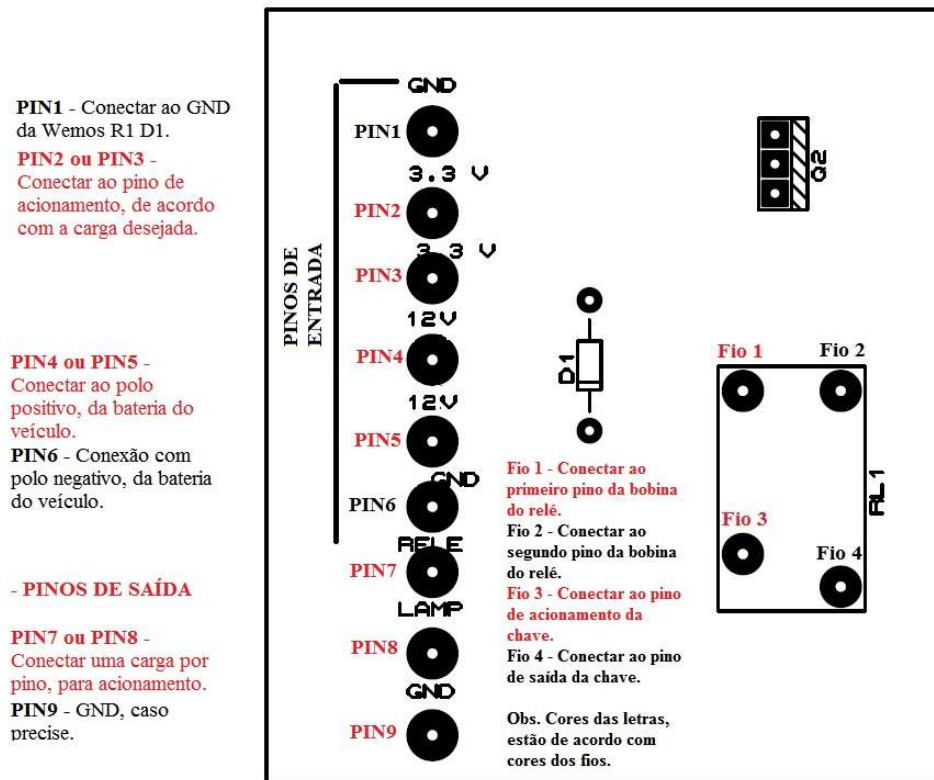 PIN1 - Conectar ao GND
da Wemos R1 D1.
PIN2 ou PIN3 -
Conectar ao pino de
acionamento, de acordo
com a carga desejada.
PIN4 ou PIN5 -
Conectar ao polo
positivo, da bateria do
veículo.
PIN6 - Conexão com
polo negativo, da bateria
do veículo.
- PINOS DE SAÍDA
PIN7 ou PIN8 -
Conectar uma carga por
pino, para acionamento.
PIN9 - GND, caso
precise.
PINOS DE
ENTRADA
GND
PIN1
3.3 V
PIN2
3.3 V
PIN3
12V
PIN4
12V
PIN5
GND
PIN6
RELE
PIN7
LAMP
PIN8
GND
PIN9
Q2
D1
Fio 1
Fio 2
Fio 3
Fio 4
RL1
Fio 1 - Conectar ao
primeiro pino da bobina
do relé.
Fio 2 - Conectar ao
segundo pino da bobina
do relé.
Fio 3 - Conectar ao pino
de acionamento da
chave.
Fio 4 - Conectar ao pino
de saída da chave.
Obs. Cores das letras,
estão de acordo com
cores dos fios.